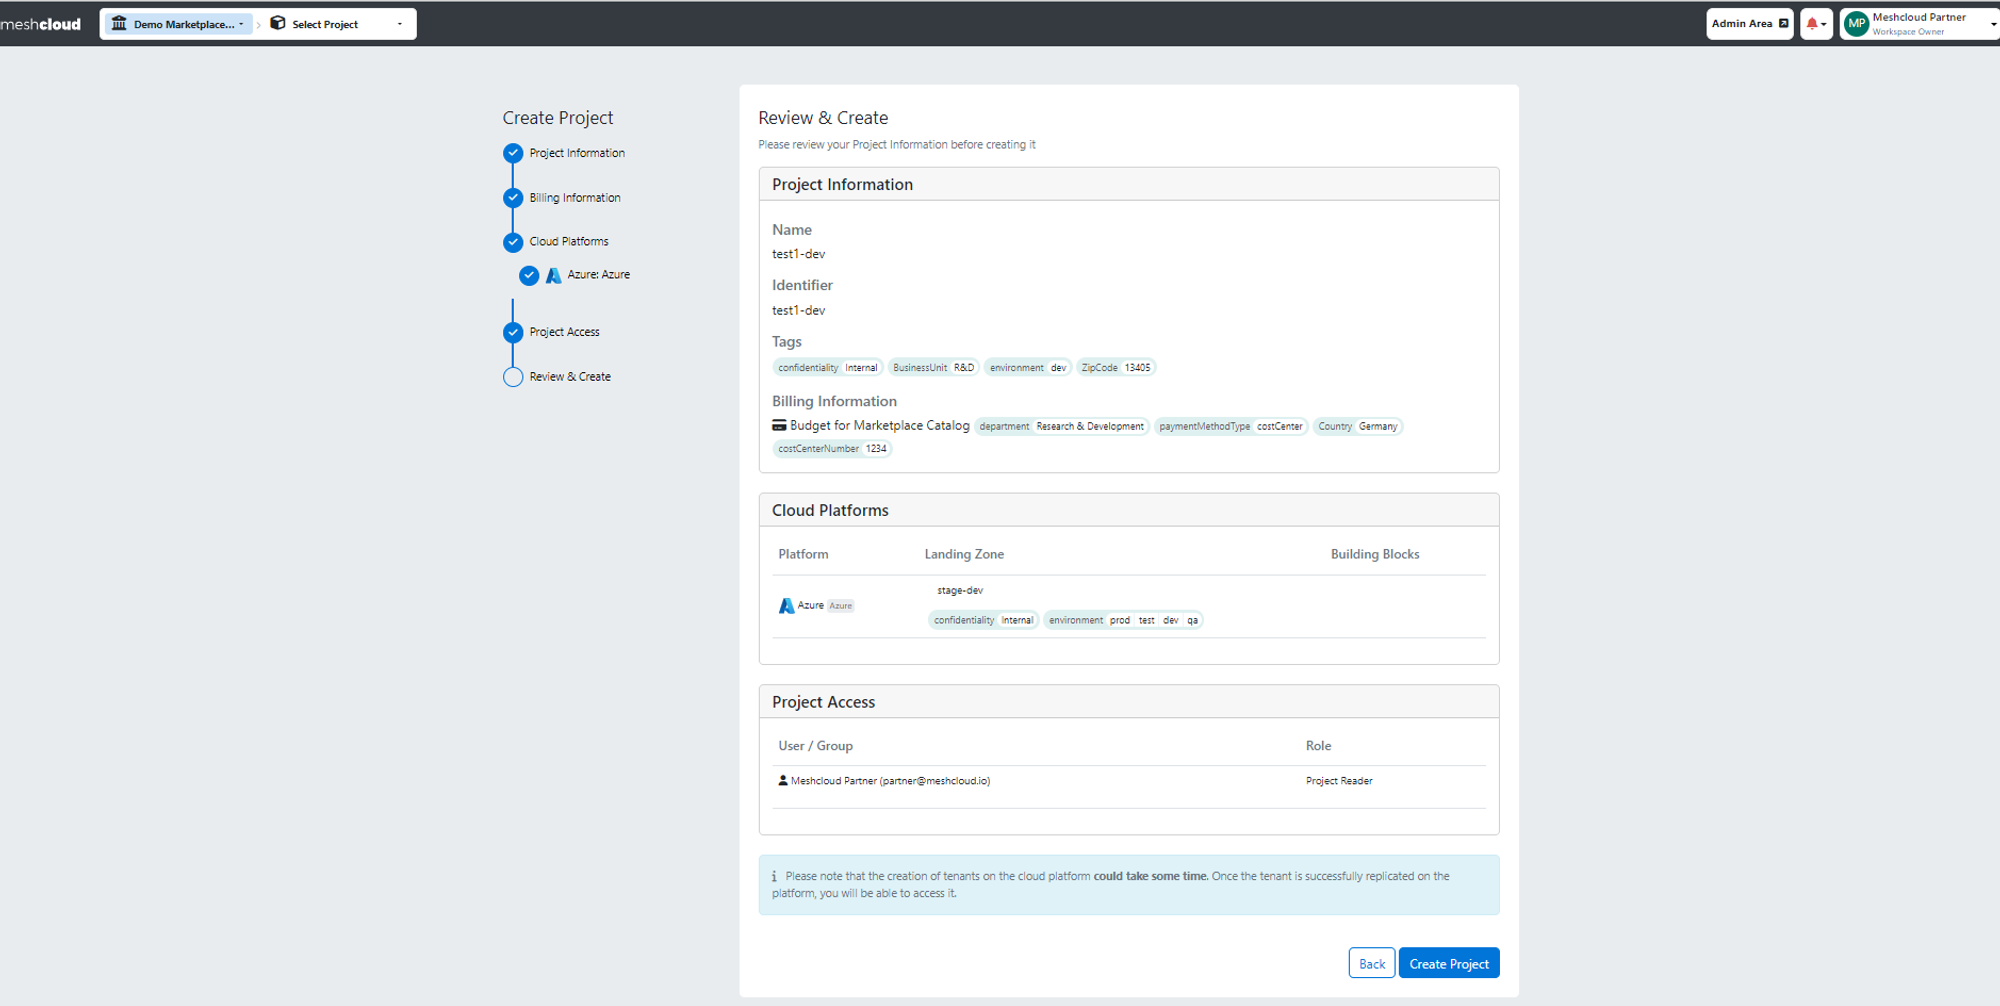 meshcloud
Demo Marketplace...
Select Project
Admin Area
MP
Meshcloud Partner
Workspace Owner
Create Project
Project Information
Billing Information
Cloud Platforms
Azure: Azure
Project Access
Review & Create
Review & Create
Please review your Project Information before creating it
Project Information
Name
test1-dev
Identifier
test1-dev
Tags
confidentiality Internal BusinessUnit R&D environment dev ZipCode 13405
Billing Information
Budget for Marketplace Catalog department Research & Development paymentMethodType costCenter Country Germany
costCenterNumber 1234
Cloud Platforms
Platform Landing Zone Building Blocks
stage-dev
Azure Azure
confidentiality Internal environment prod test dev qa
Project Access
User / Group Role
Meshcloud Partner (partner@meshcloud.io) Project Reader
Please note that the creation of tenants on the cloud platform could take some time. Once the tenant is successfully replicated on the
platform, you will be able to access it.
Back Create Project